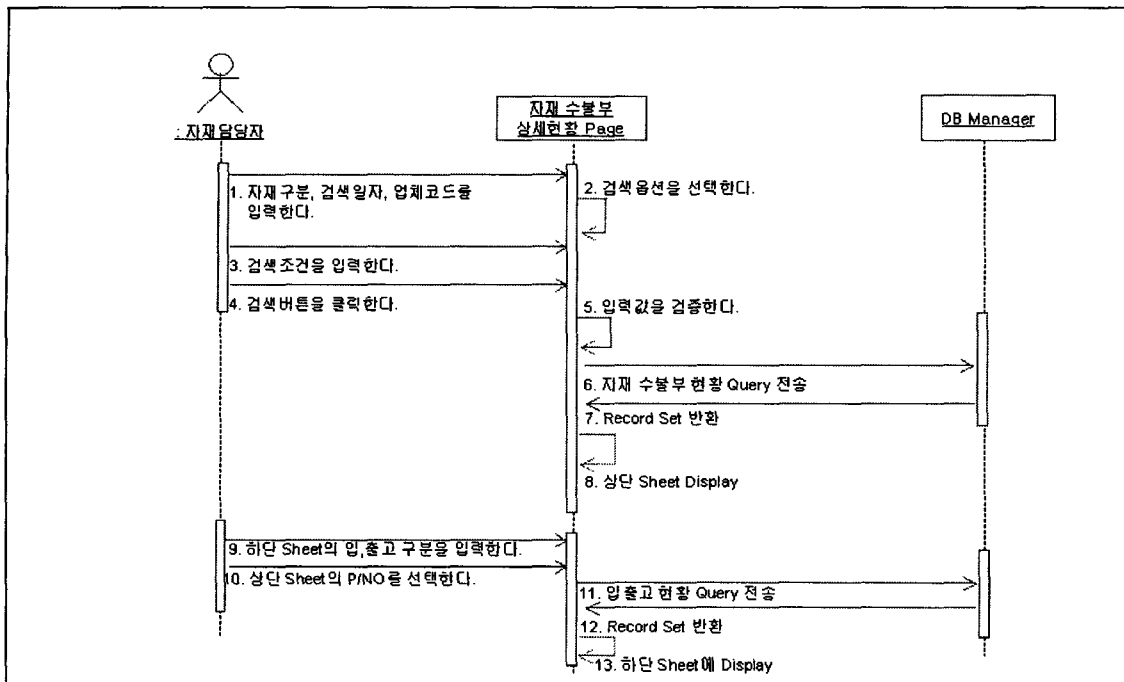 : 자재담당자
자재 수불부
상세현황 Page
DB Manager
1. 자재구분, 검색일자, 업체코드를
입력한다.
2. 검색옵션을 선택한다.
3. 검색조건을 입력한다.
4. 검색버튼을 클릭한다.
5. 입력값을 검증한다.
6. 자재 수불부 현황 Query 전송
7. Record Set 반환
8. 상단 Sheet Display
9. 하단 Sheet의 입,출고 구분을 입력한다.
10. 상단 Sheet의 P/NO를 선택한다.
11. 입출고 현황 Query 전송
12. Record Set 반환
13. 하단 Sheet에 Display